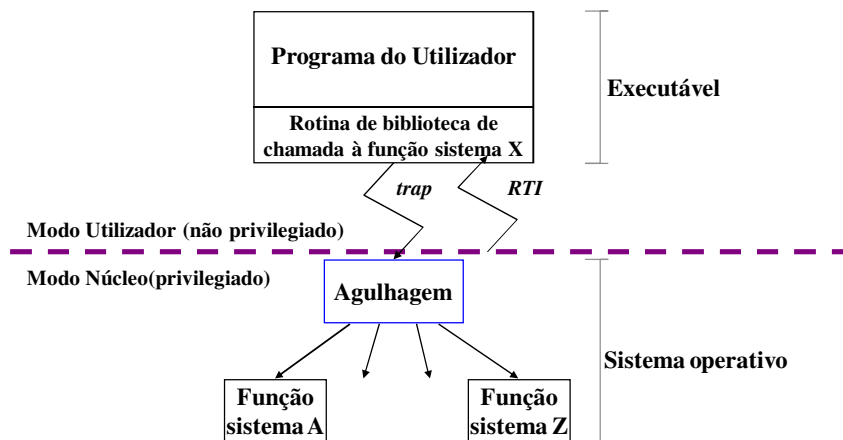 Programa do Utilizador
Executável
Rotina de biblioteca de
chamada à função sistema X
trap
RTI
Modo Utilizador (não privilegiado)
Modo Núcleo(privilegiado)
Agulhagem
Sistema operativo
Função
sistema A
Função
sistema Z